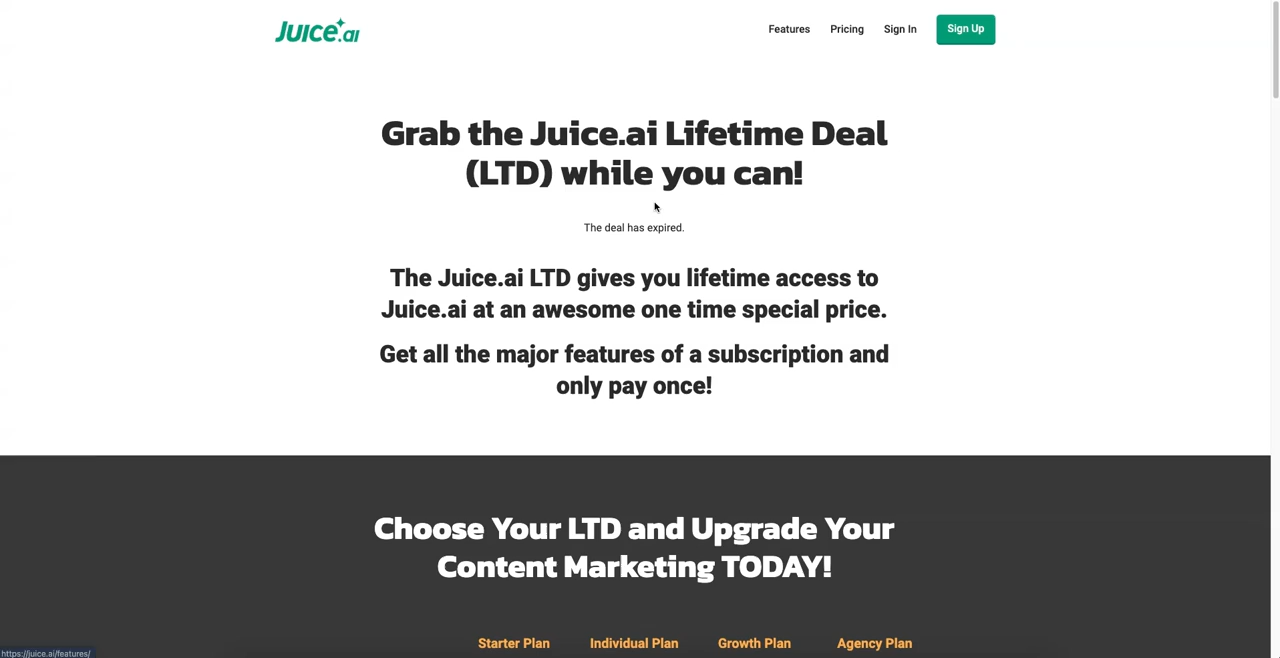 Juice.ai
Features
Pricing
Sign In
Sign Up
Grab the Juice.ai Lifetime Deal
(LTD) while you can!
The deal has expired.
The Juice.ai LTD gives you lifetime access to
Juice.ai at an awesome one time special price.
Get all the major features of a subscription and
only pay once!
Choose Your LTD and Upgrade Your
Content Marketing TODAY!
Starter Plan
Individual Plan
Growth Plan
Agency Plan
https://juice.ai/features/